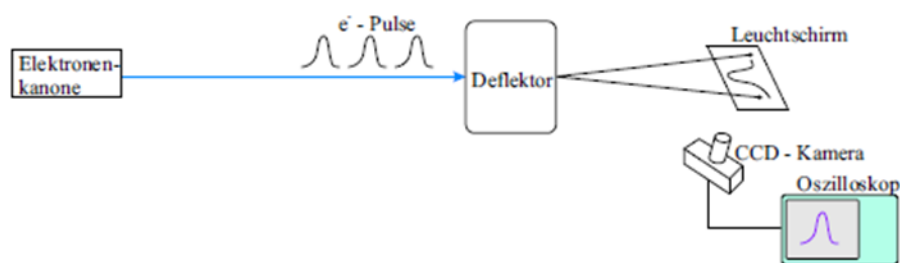 e⁻ - Pulse
Leuchtschirm
Elektronen-
kanone
Deflektor
CCD - Kamera
Oszilloskop